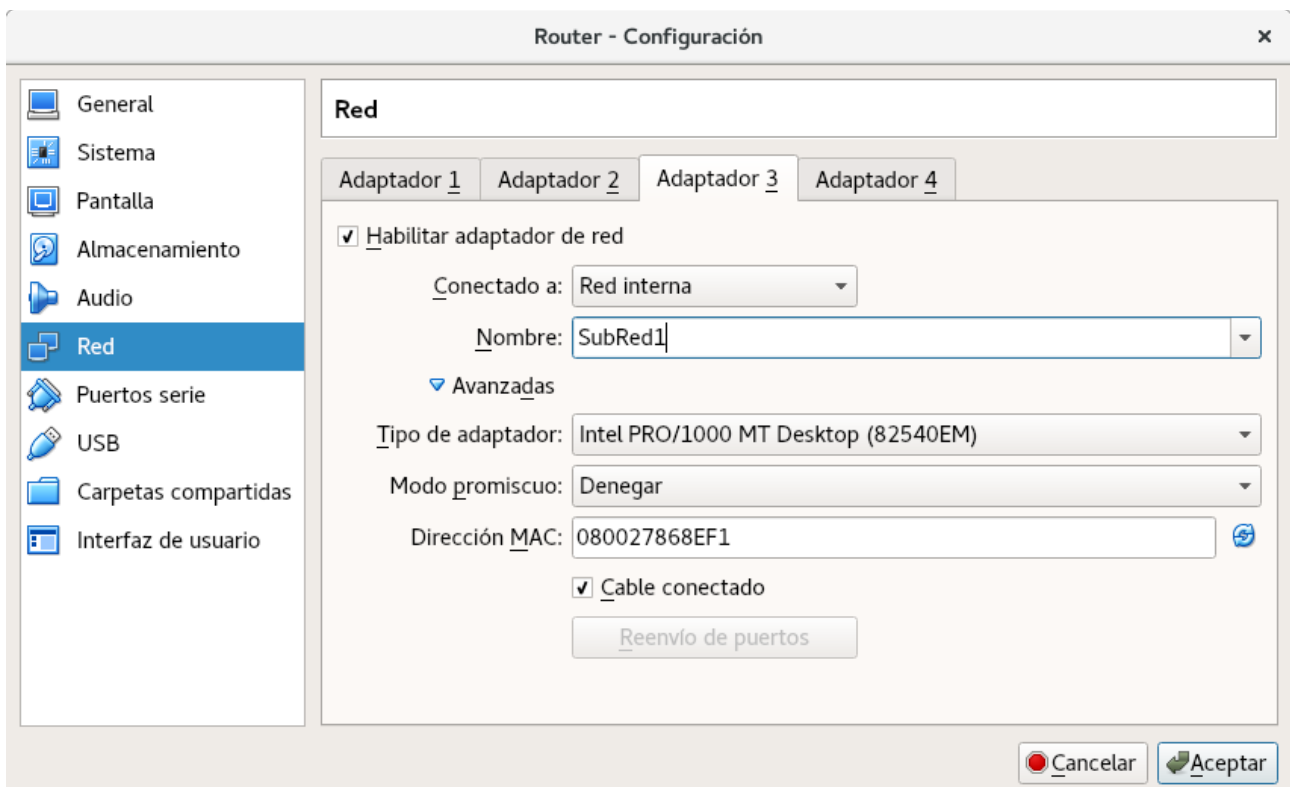 Router - Configuración
General
Sistema
Pantalla
Almacenamiento
Audio
Red
Puertos serie
USB
Carpetas compartidas
Interfaz de usuario
Red
Adaptador 1 Adaptador 2 Adaptador 3 Adaptador 4
Habilitar adaptador de red
Conectado a: Red interna
Nombre: SubRed1
Avanzadas
Tipo de adaptador: Intel PRO/1000 MT Desktop (82540EM)
Modo promiscuo: Denegar
Dirección MAC: 080027868EF1
Cable conectado
Reenvío de puertos
Cancelar Aceptar